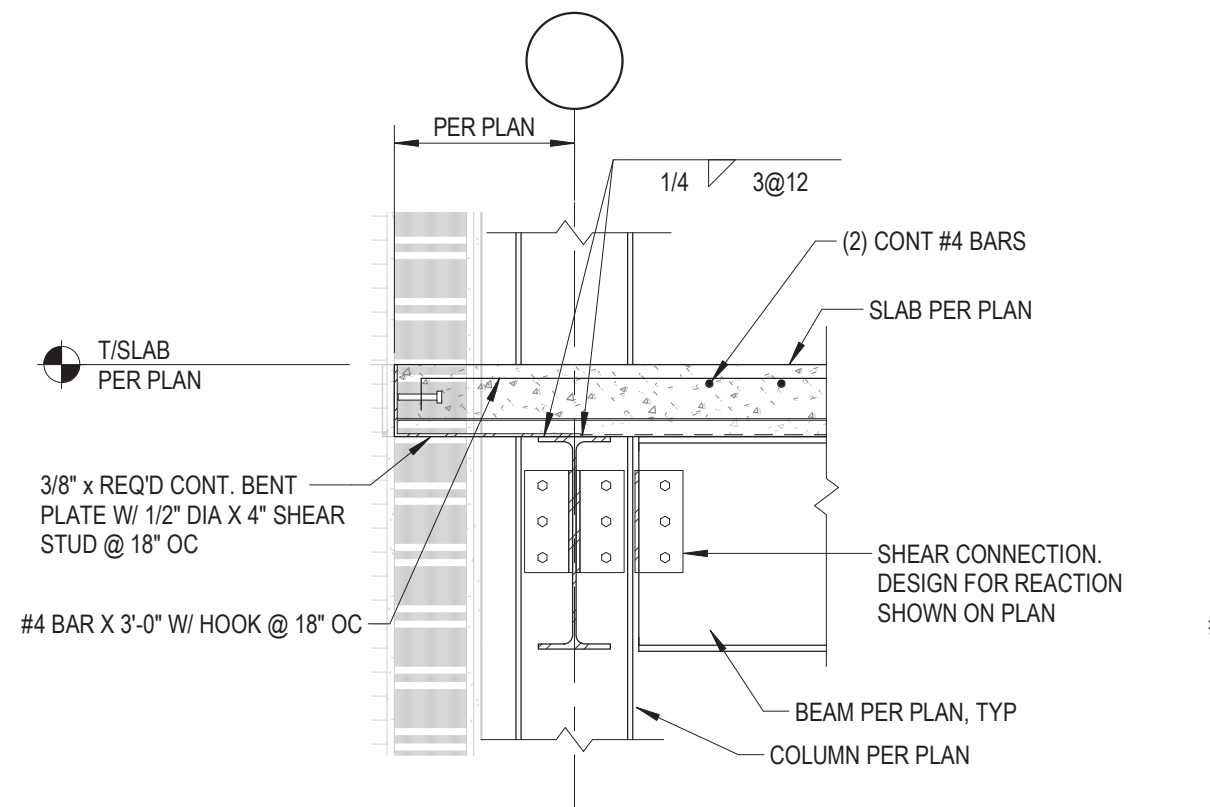 PER PLAN
1/4 3@12
(2) CONT #4 BARS
SLAB PER PLAN
T/SLAB
PER PLAN
3/8" x REQ'D CONT. BENT
PLATE W/ 1/2" DIA X 4" SHEAR
STUD @ 18" OC
SHEAR CONNECTION.
DESIGN FOR REACTION
SHOWN ON PLAN
#4 BAR X 3'-0" W/ HOOK @ 18" OC
BEAM PER PLAN, TYP
COLUMN PER PLAN